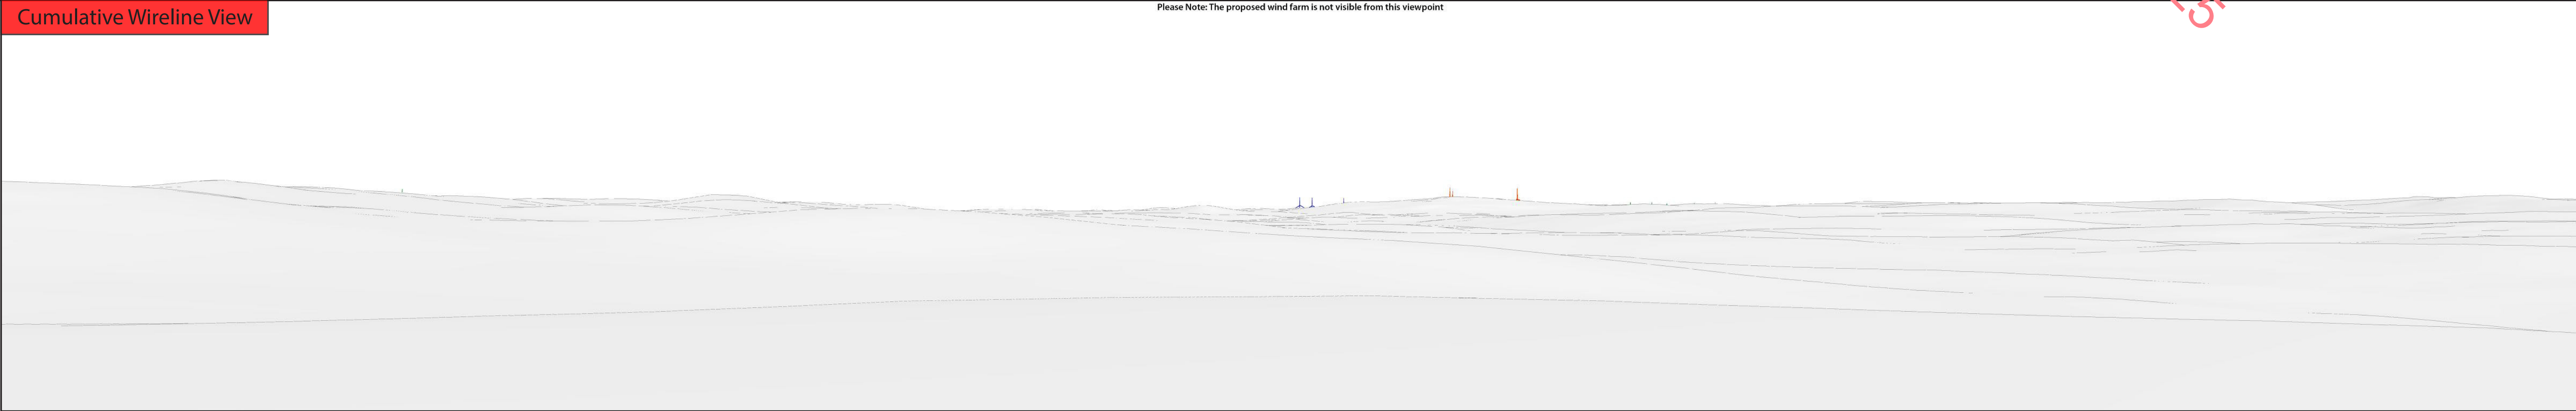 Cumulative Wireline View
Please Note: The proposed wind farm is not visible from this viewpoint